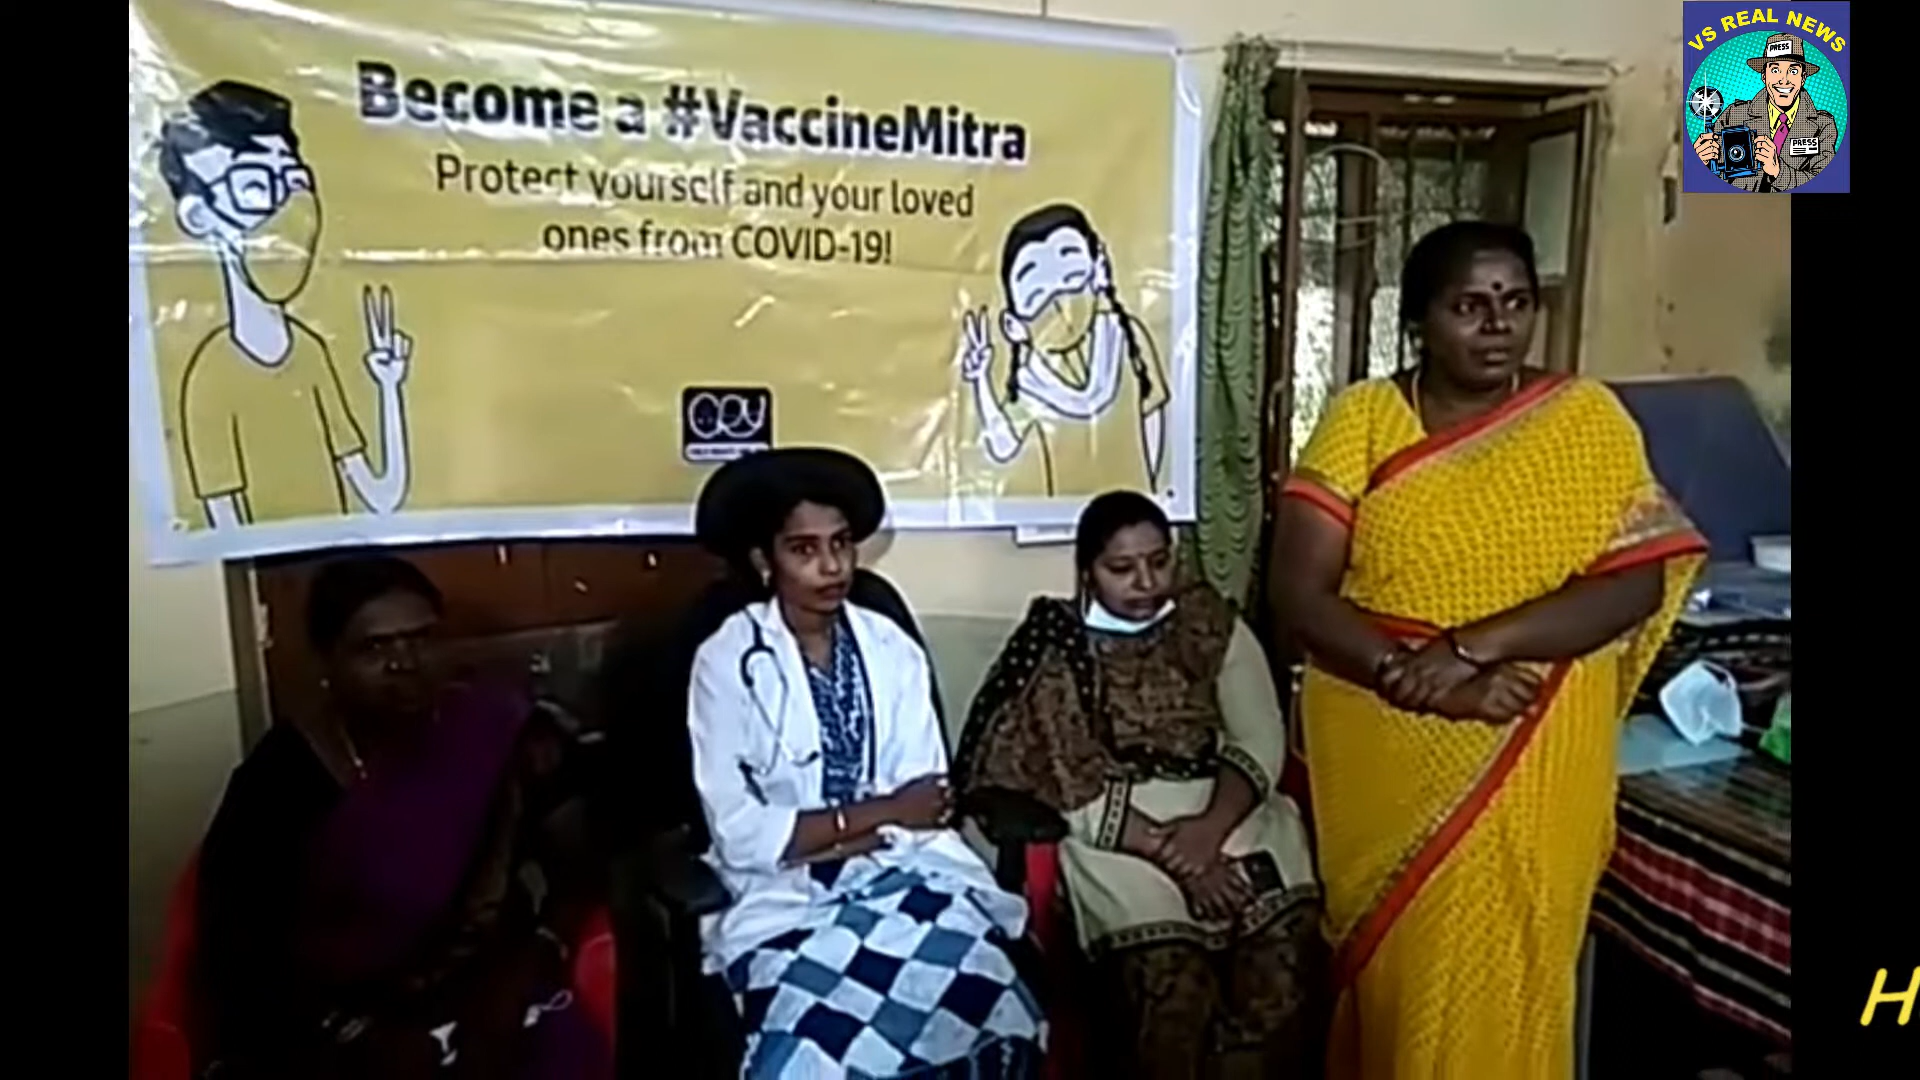 VS REAL NEWS
PRESS
PRESS
Become a #VaccineMitra
Protect yourself and your loved
ones from COVID-19!
H